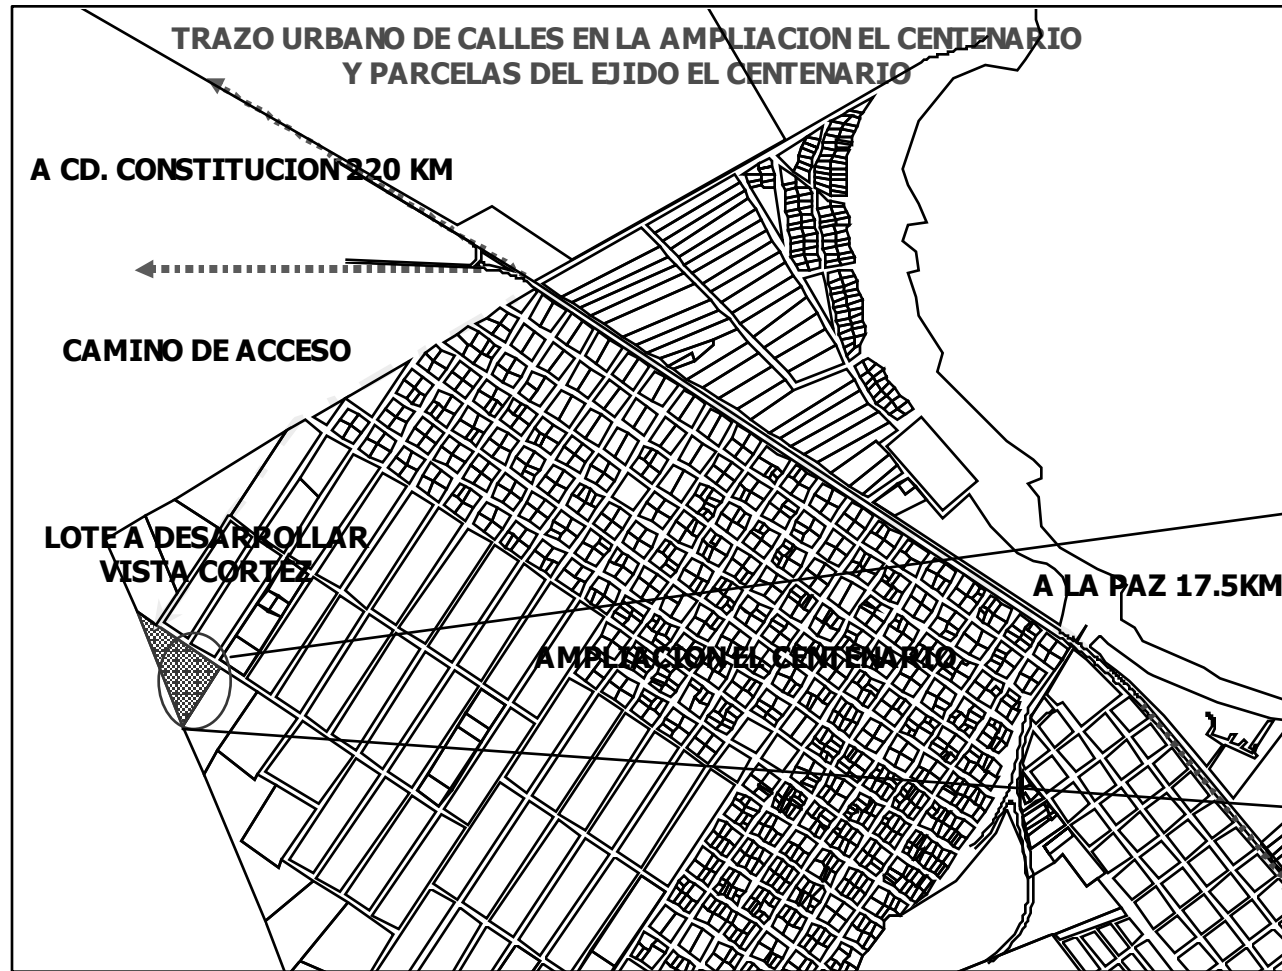 TRAZO URBANO DE CALLES EN LA AMPLIACION EL CENTENARIO
Y PARCELAS DEL EJIDO EL CENTENARIO
A CD. CONSTITUCION 220 KM
CAMINO DE ACCESO
LOTE A DESARROLLAR
VISTA CORTEZ
A LA PAZ 17.5KM
AMPLIACION EL CENTENARIO